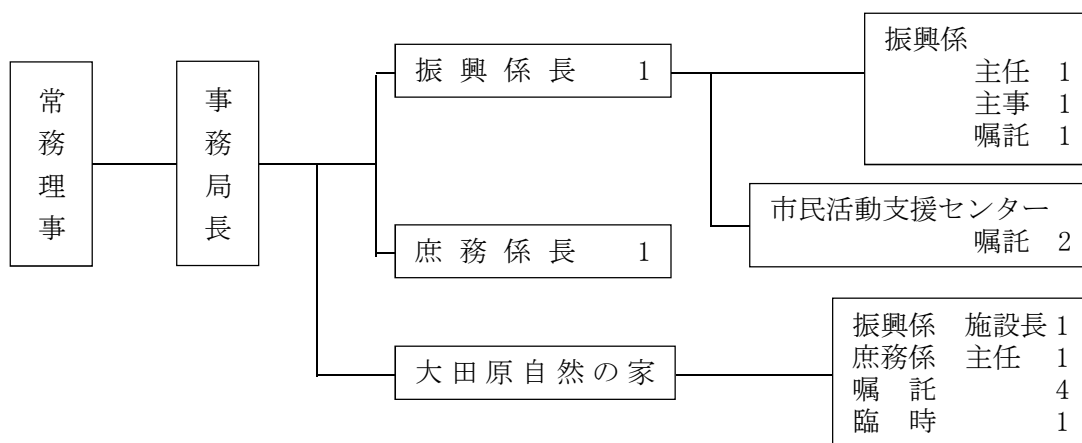 常務理事
事務局長
振興係長 1
庶務係長 1
大田原自然の家
振興係
主任 1
主事 1
嘱託 1
市民活動支援センター
嘱託 2
振興係 施設長 1
庶務係 主任 1
嘱託 4
臨時 1